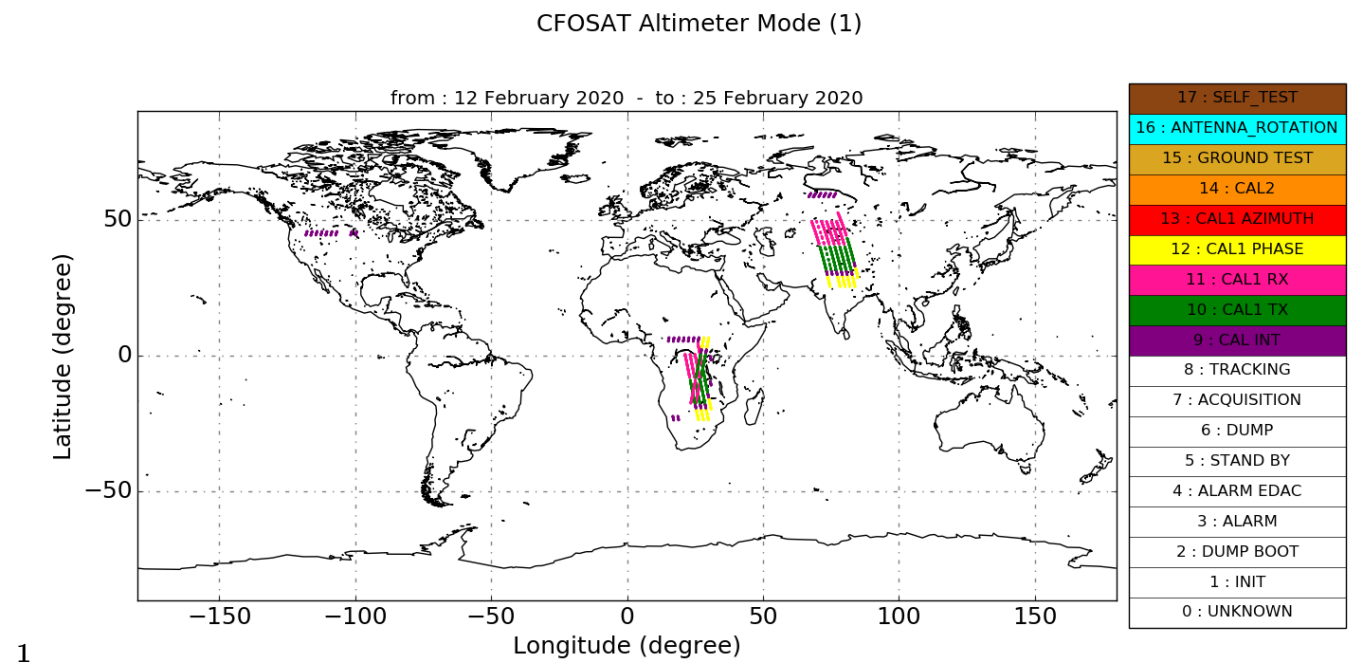 CFOSAT Altimeter Mode (1)
from : 12 February 2020 - to : 25 February 2020
17 : SELF_TEST
16 : ANTENNA_ROTATION
15 : GROUND TEST
14 : CAL2
13 : CAL1 AZIMUTH
12 : CAL1 PHASE
11 : CAL1 RX
10 : CAL1 TX
9 : CAL INT
8 : TRACKING
7 : ACQUISITION
6 : DUMP
5 : STAND BY
4 : ALARM EDAC
3 : ALARM
2 : DUMP BOOT
1 : INIT
0 : UNKNOWN
Latitude (degree)
50
0
−50
−150 −100 −50 0 50 100 150
Longitude (degree)
1